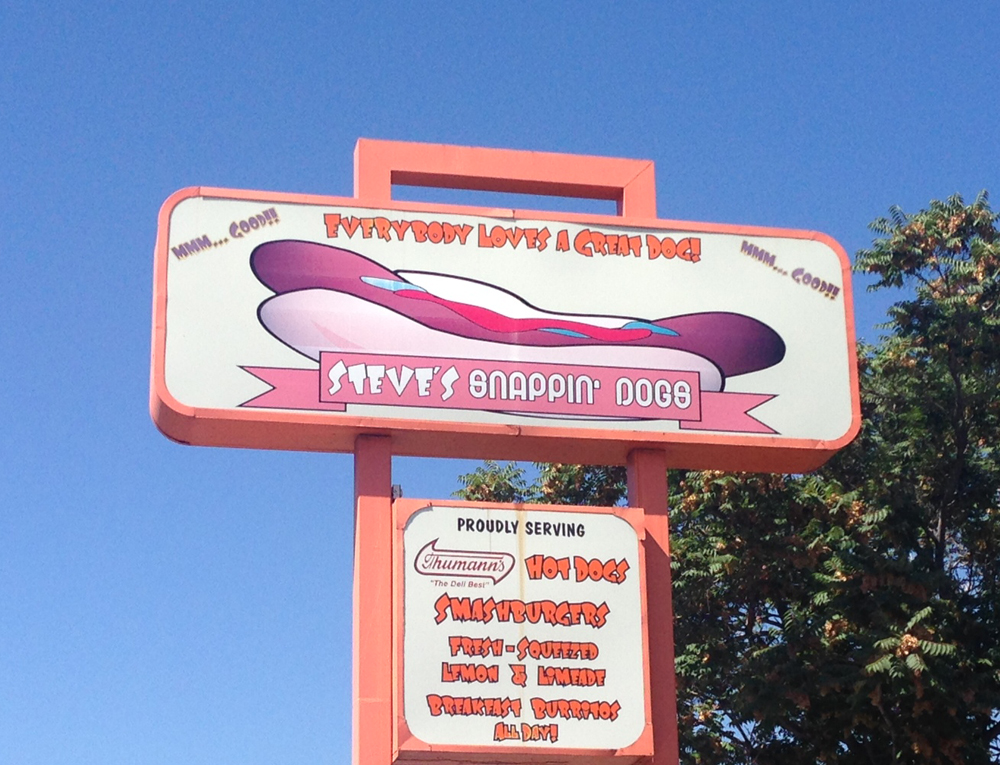 EVERYBODY LOVES A GREAT DOG!
MMM.... GOOD!!
MMM... GOOD!!
STEVE'S SNAPPIN' DOGS
PROUDLY SERVING
Thumann's HOT DOGS
"The Deli Best"
SMASHBURGERS
FRESH-SQUEEZED
LEMON & LIMEADE
BREAKFAST BURRITOS
ALL DAY!